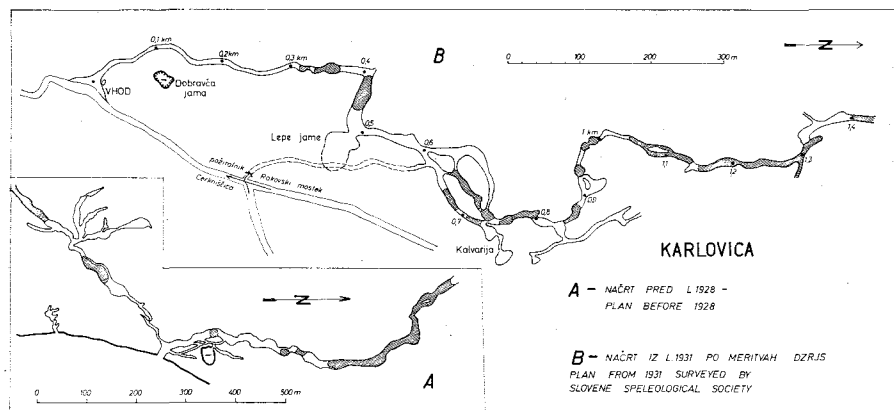 0,1 km
0,2 km
0,3 km
0,4
B
0 100 200 300 m
N
VHOD
Dobravča
jama
0,5
Lepe jame
0,6
1 km
1,1
1,2
1,3
1,4
požiralnik
Rakovski mostek
Cerkniščica
0,7
0,8
0,9
Kalvarija
KARLOVICA
A – NAČRT PRED L. 1928 –
PLAN BEFORE 1928
B – NAČRT IZ L. 1931 PO MERITVAH DZRJS
PLAN FROM 1931 SURVEYED BY
SLOVENE SPELEOLOGICAL SOCIETY
N
A
0 100 200 300 400 500 m